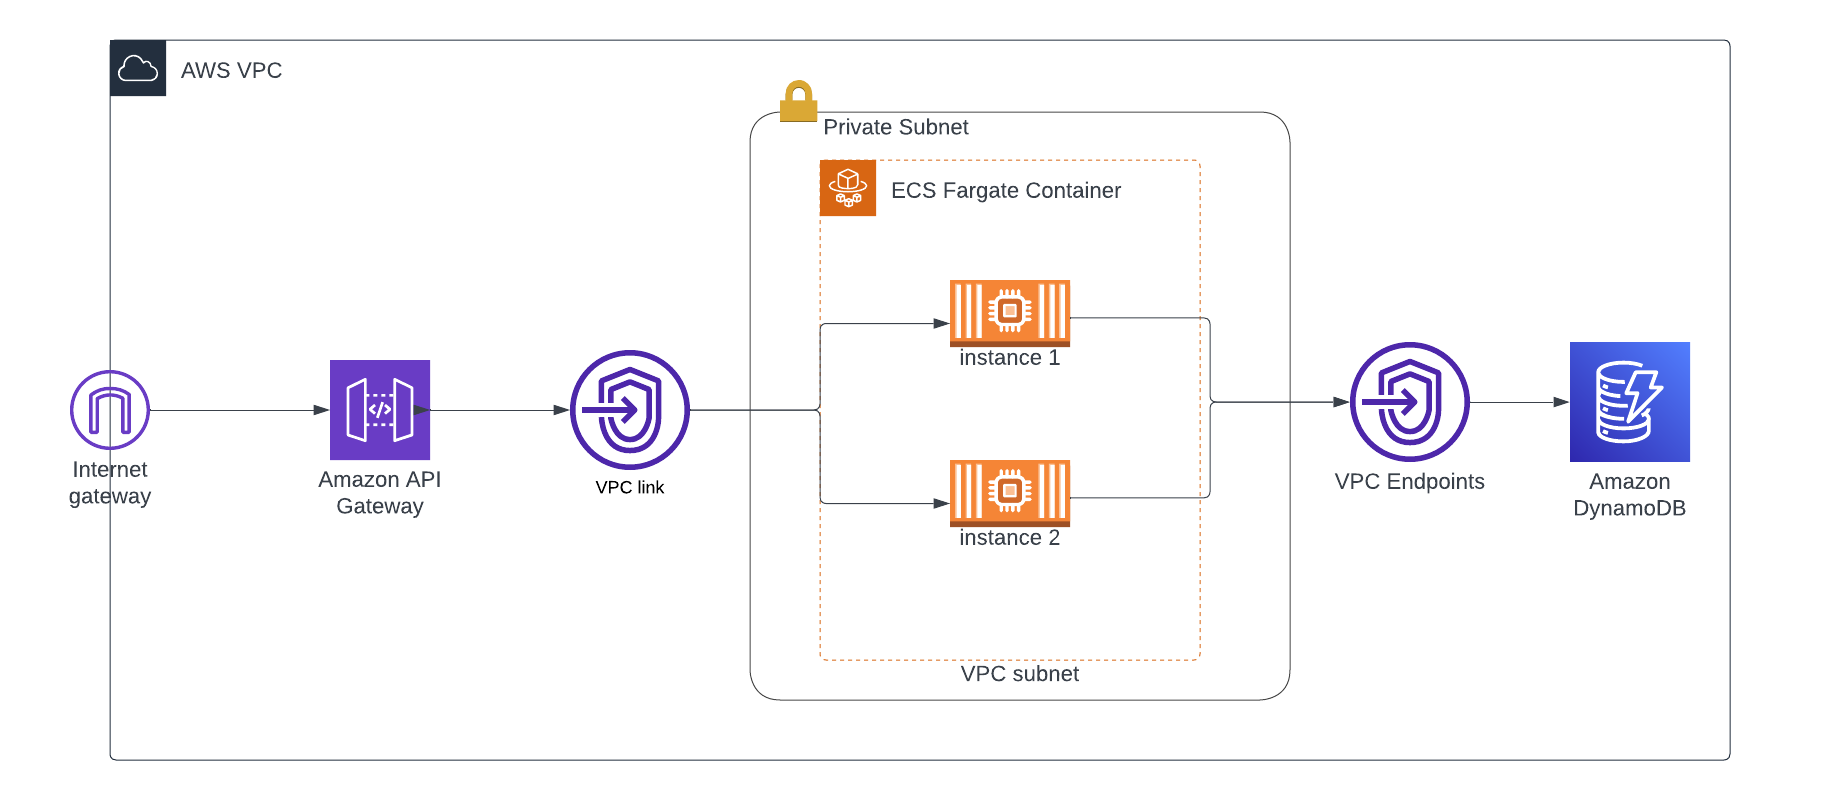 AWS VPC
Private Subnet
ECS Fargate Container
instance 1
Internet
gateway
Amazon API
Gateway
VPC link
instance 2
VPC Endpoints
Amazon
DynamoDB
VPC subnet